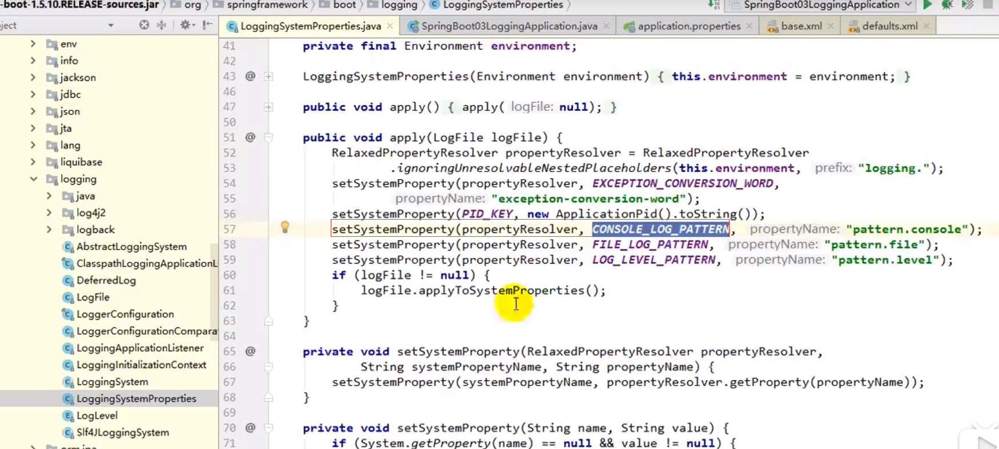 -boot-1.5.10.RELEASE-sources.jar org springframework boot logging LoggingSystemProperties SpringBoot03LoggingApplication
ject LoggingSystemProperties.java SpringBoot03LoggingApplication.java application.properties base.xml defaults.xml
env
info
jackson
jdbc
json
jta
lang
liquibase
logging
java
log4j2
logback
AbstractLoggingSystem
ClasspathLoggingApplicationL
DeferredLog
LogFile
LoggerConfiguration
LoggerConfigurationCompara
LoggingApplicationListener
LoggingInitializationContext
LoggingSystem
LoggingSystemProperties
LogLevel
Slf4JLoggingSystem
41 private final Environment environment;
42
43 @ LoggingSystemProperties(Environment environment) { this.environment = environment; }
46
47 public void apply() { apply( logFile: null); }
50
51 @ public void apply(LogFile logFile) {
52 RelaxedPropertyResolver propertyResolver = RelaxedPropertyResolver
53 .ignoringUnresolvableNestedPlaceholders(this.environment, prefix: "logging.");
54 setSystemProperty(propertyResolver, EXCEPTION_CONVERSION_WORD,
55 propertyName: "exception-conversion-word");
56 setSystemProperty(PID_KEY, new ApplicationPid().toString());
57 setSystemProperty(propertyResolver, CONSOLE_LOG_PATTERN, propertyName: "pattern.console");
58 setSystemProperty(propertyResolver, FILE_LOG_PATTERN, propertyName: "pattern.file");
59 setSystemProperty(propertyResolver, LOG_LEVEL_PATTERN, propertyName: "pattern.level");
60 if (logFile != null) {
61 logFile.applyToSystemProperties();
62 }
63 }
64
65 @ private void setSystemProperty(RelaxedPropertyResolver propertyResolver,
66 String systemPropertyName, String propertyName) {
67 setSystemProperty(systemPropertyName, propertyResolver.getProperty(propertyName));
68 }
69
70 @ private void setSystemProperty(String name, String value) {
71 if (System.getProperty(name) == null && value != null) {